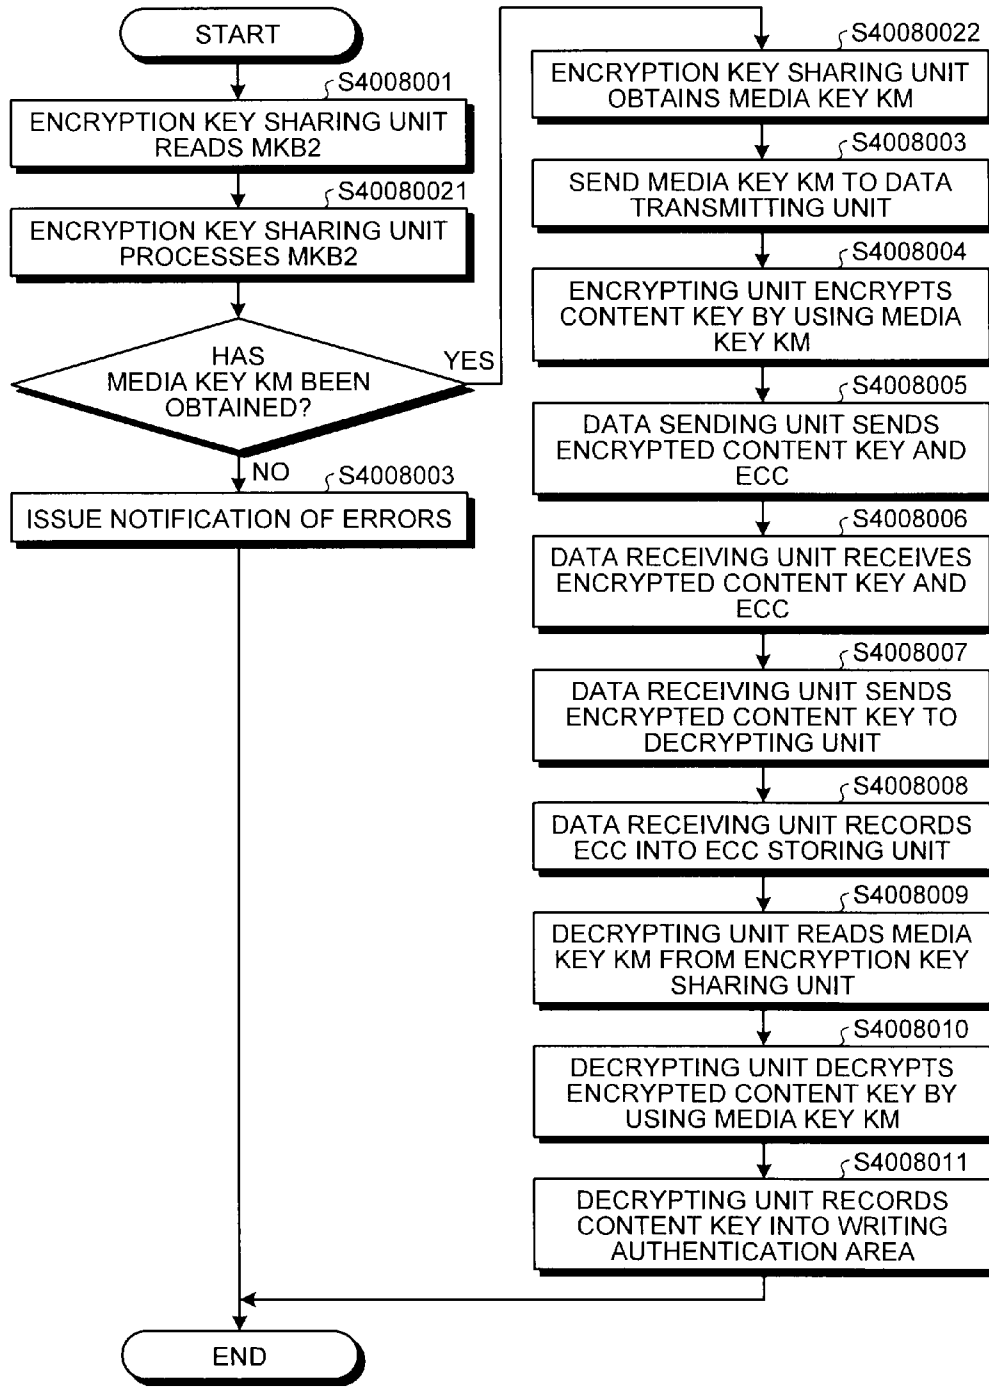 START
S4008001
ENCRYPTION KEY SHARING UNIT
READS MKB2
S40080021
ENCRYPTION KEY SHARING UNIT
PROCESSES MKB2
HAS
MEDIA KEY KM BEEN
OBTAINED?
YES
NO
S4008003
ISSUE NOTIFICATION OF ERRORS
S40080022
ENCRYPTION KEY SHARING UNIT
OBTAINS MEDIA KEY KM
S4008003
SEND MEDIA KEY KM TO DATA
TRANSMITTING UNIT
S4008004
ENCRYPTING UNIT ENCRYPTS
CONTENT KEY BY USING MEDIA
KEY KM
S4008005
DATA SENDING UNIT SENDS
ENCRYPTED CONTENT KEY AND
ECC
S4008006
DATA RECEIVING UNIT RECEIVES
ENCRYPTED CONTENT KEY AND
ECC
S4008007
DATA RECEIVING UNIT SENDS
ENCRYPTED CONTENT KEY TO
DECRYPTING UNIT
S4008008
DATA RECEIVING UNIT RECORDS
ECC INTO ECC STORING UNIT
S4008009
DECRYPTING UNIT READS MEDIA
KEY KM FROM ENCRYPTION KEY
SHARING UNIT
S4008010
DECRYPTING UNIT DECRYPTS
ENCRYPTED CONTENT KEY BY
USING MEDIA KEY KM
S4008011
DECRYPTING UNIT RECORDS
CONTENT KEY INTO WRITING
AUTHENTICATION AREA
END